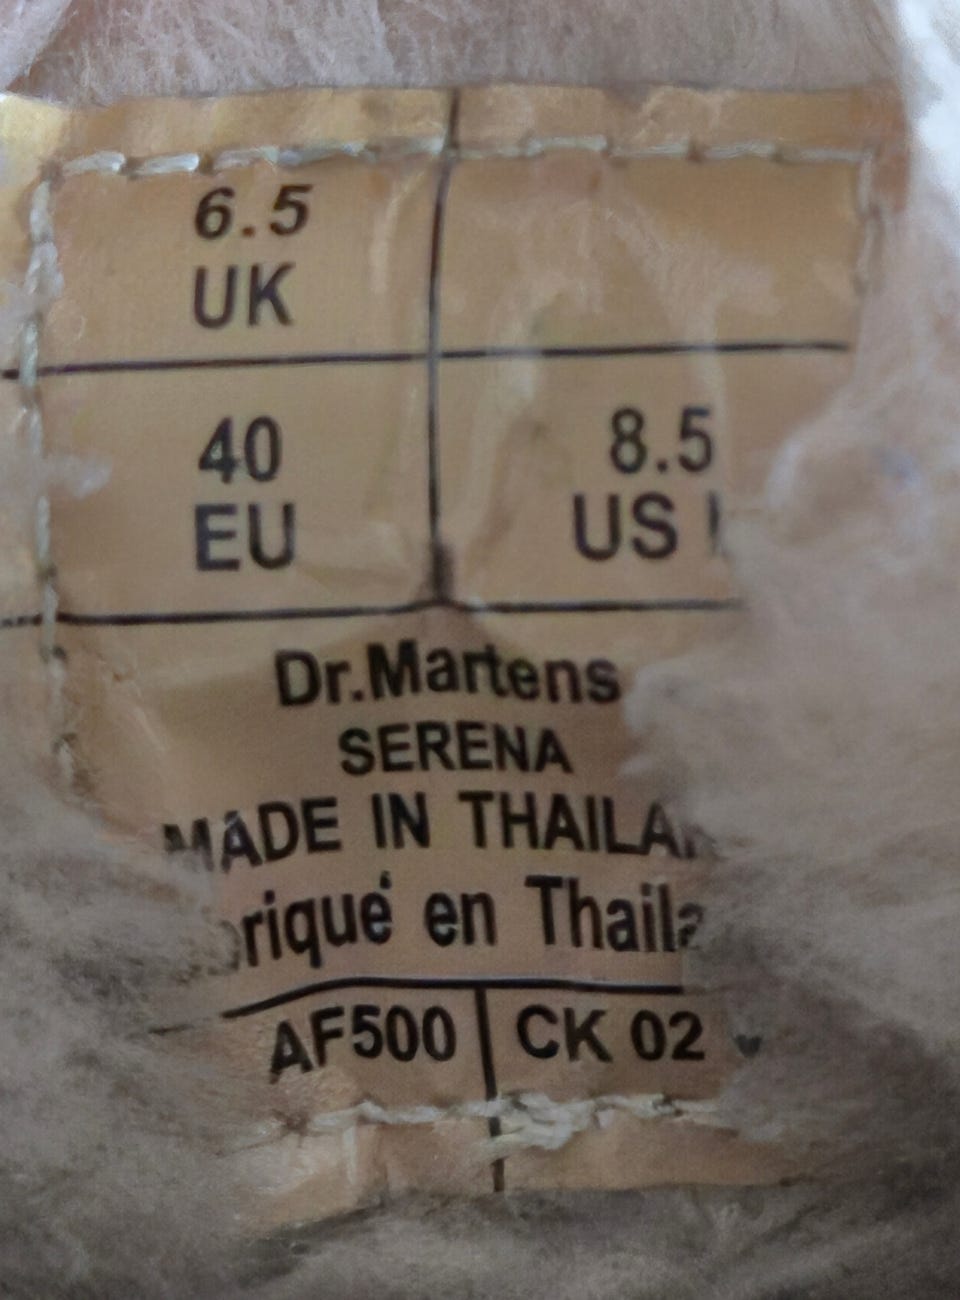 6.5
UK
40
EU
8.5
US
Dr.Martens
SERENA
MADE IN THAILA
rique en Thaila
AF500 CK 02